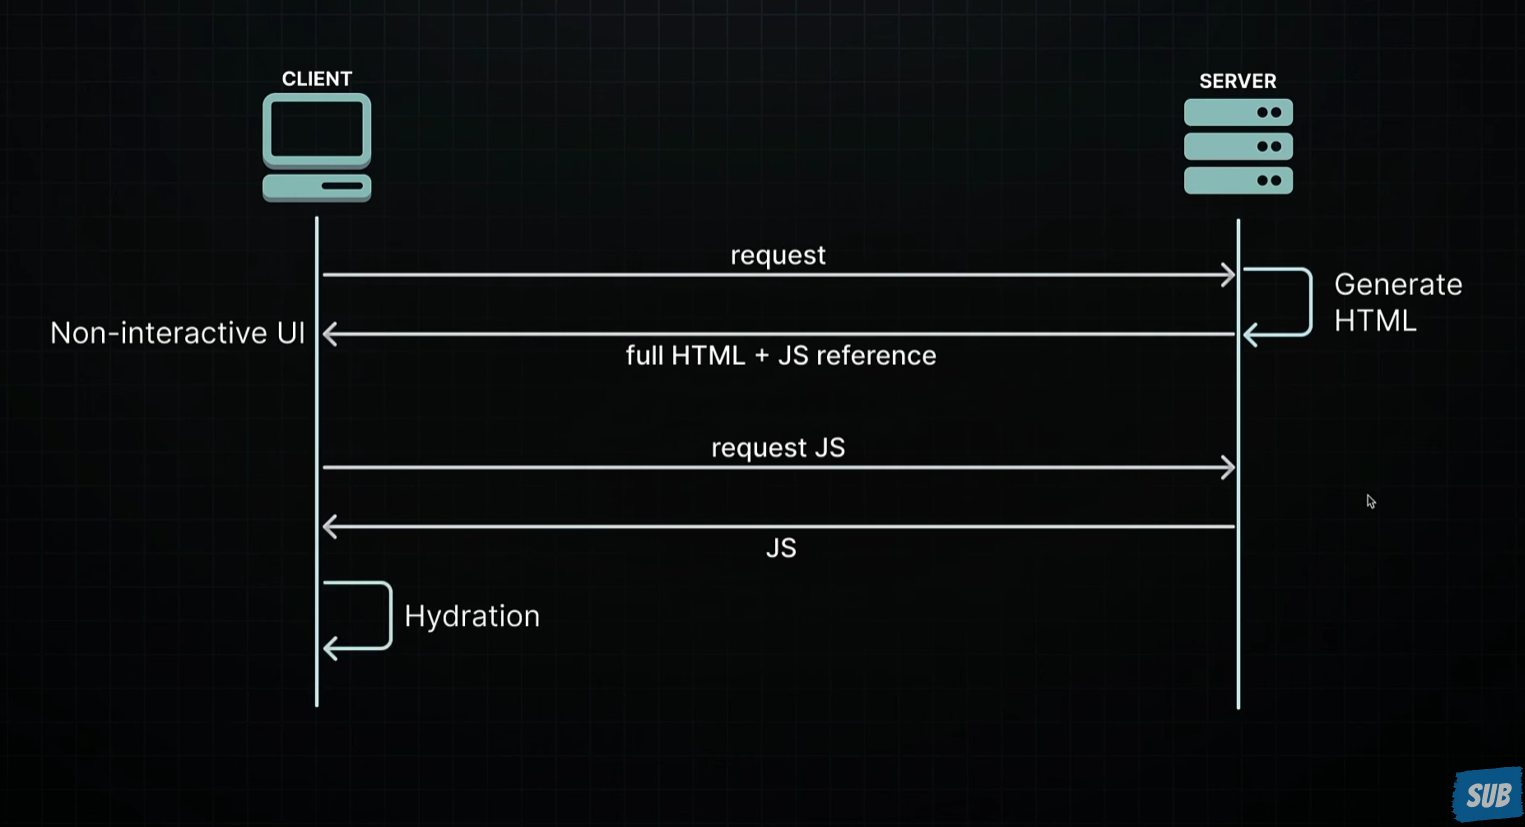 CLIENT
SERVER
request
Generate
HTML
Non-interactive UI
full HTML + JS reference
request JS
JS
Hydration
SUB